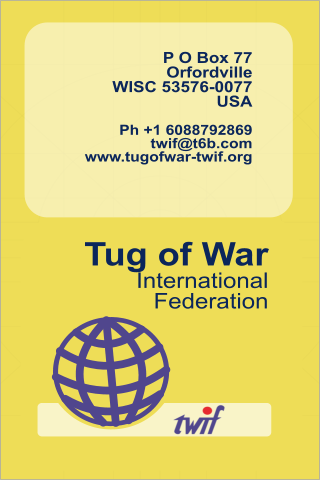 P O Box 77
Orfordville
WISC 53576-0077
USA
Ph +1 6088792869
twif@t6b.com
www.tugofwar-twif.org
Tug of War
International
Federation
twif